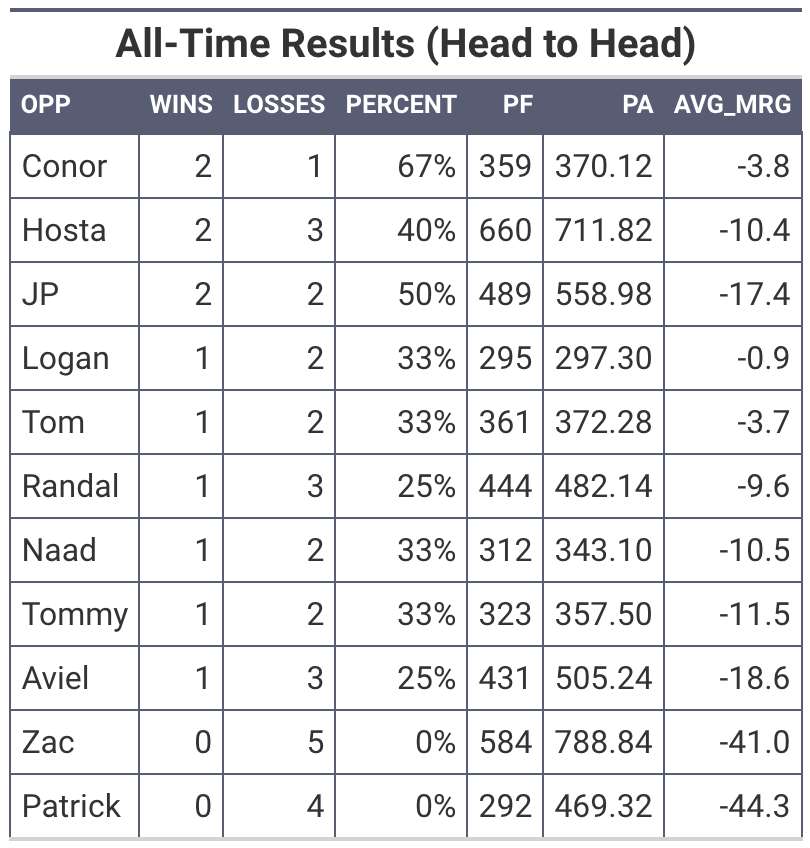 All-Time Results (Head to Head)
OPP WINS LOSSES PERCENT PF PA AVG_MRG
Conor 2 1 67% 359 370.12 -3.8
Hosta 2 3 40% 660 711.82 -10.4
JP 2 2 50% 489 558.98 -17.4
Logan 1 2 33% 295 297.30 -0.9
Tom 1 2 33% 361 372.28 -3.7
Randal 1 3 25% 444 482.14 -9.6
Naad 1 2 33% 312 343.10 -10.5
Tommy 1 2 33% 323 357.50 -11.5
Aviel 1 3 25% 431 505.24 -18.6
Zac 0 5 0% 584 788.84 -41.0
Patrick 0 4 0% 292 469.32 -44.3